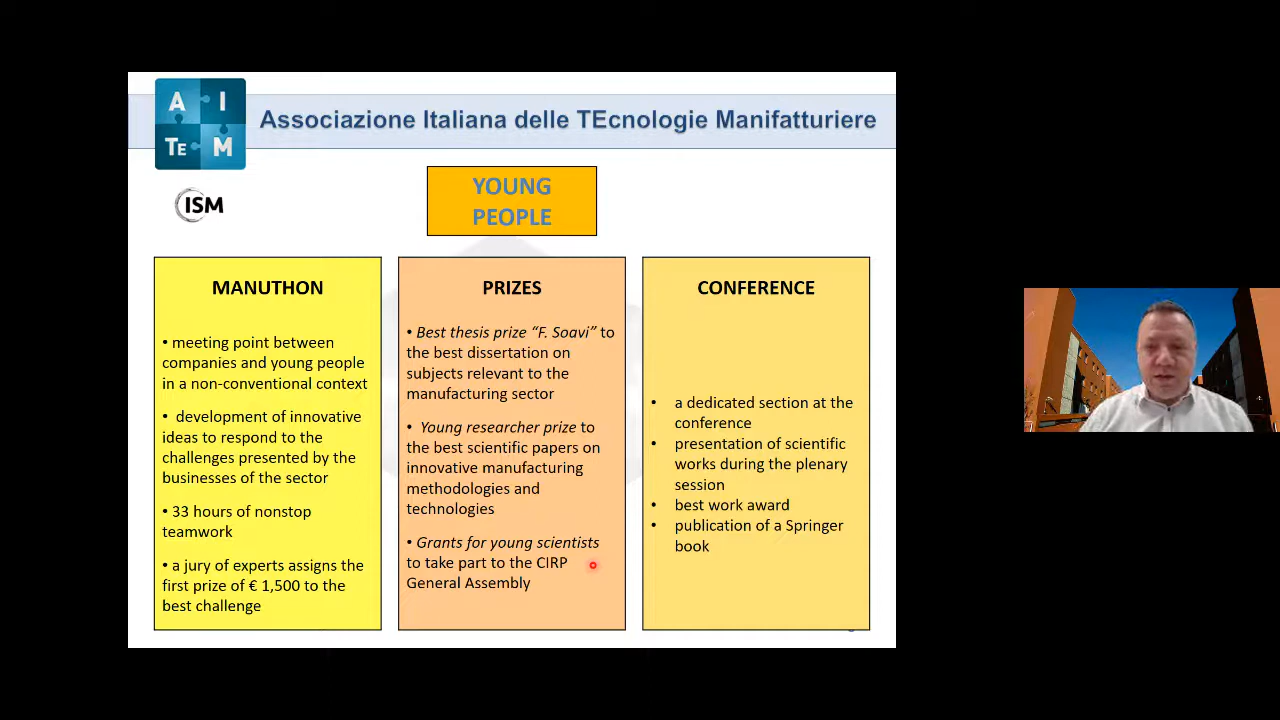 A I
TE M
Associazione Italiana delle TEcnologie Manifatturiere
ISM
YOUNG
PEOPLE
MANUTHON
• meeting point between
companies and young people
in a non-conventional context
• development of innovative
ideas to respond to the
challenges presented by the
businesses of the sector
• 33 hours of nonstop
teamwork
• a jury of experts assigns the
first prize of € 1,500 to the
best challenge
PRIZES
• Best thesis prize “F. Soavi” to
the best dissertation on
subjects relevant to the
manufacturing sector
• Young researcher prize to
the best scientific papers on
innovative manufacturing
methodologies and
technologies
• Grants for young scientists
to take part to the CIRP
General Assembly
CONFERENCE
• a dedicated section at the
conference
• presentation of scientific
works during the plenary
session
• best work award
• publication of a Springer
book